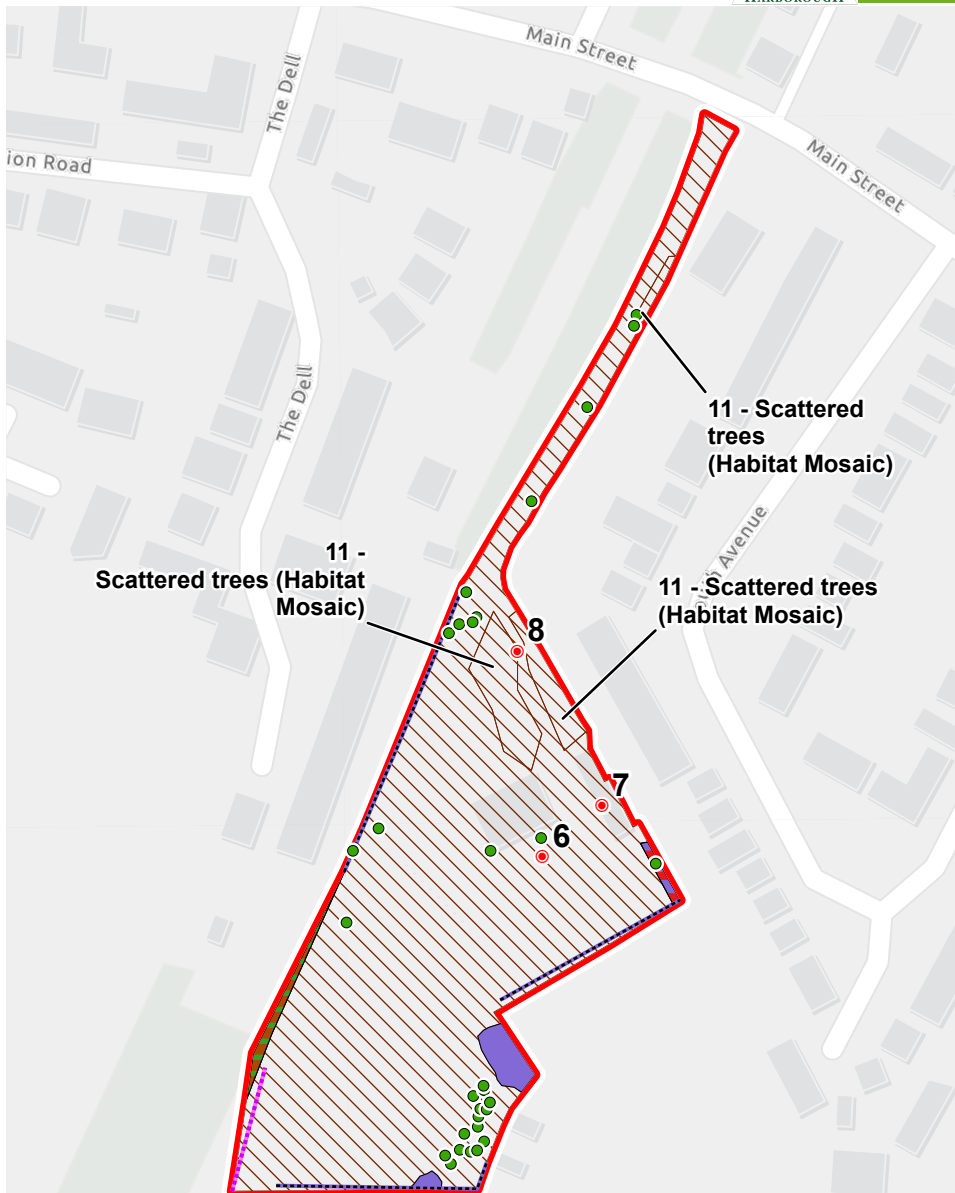 HARBOROUGH
Main Street
The Dell
ion Road
Main Street
11 - Scattered
trees
(Habitat Mosaic)
The Dell
Avenue
11 -
Scattered trees (Habitat
Mosaic)
11 - Scattered trees
(Habitat Mosaic)
8
7
6